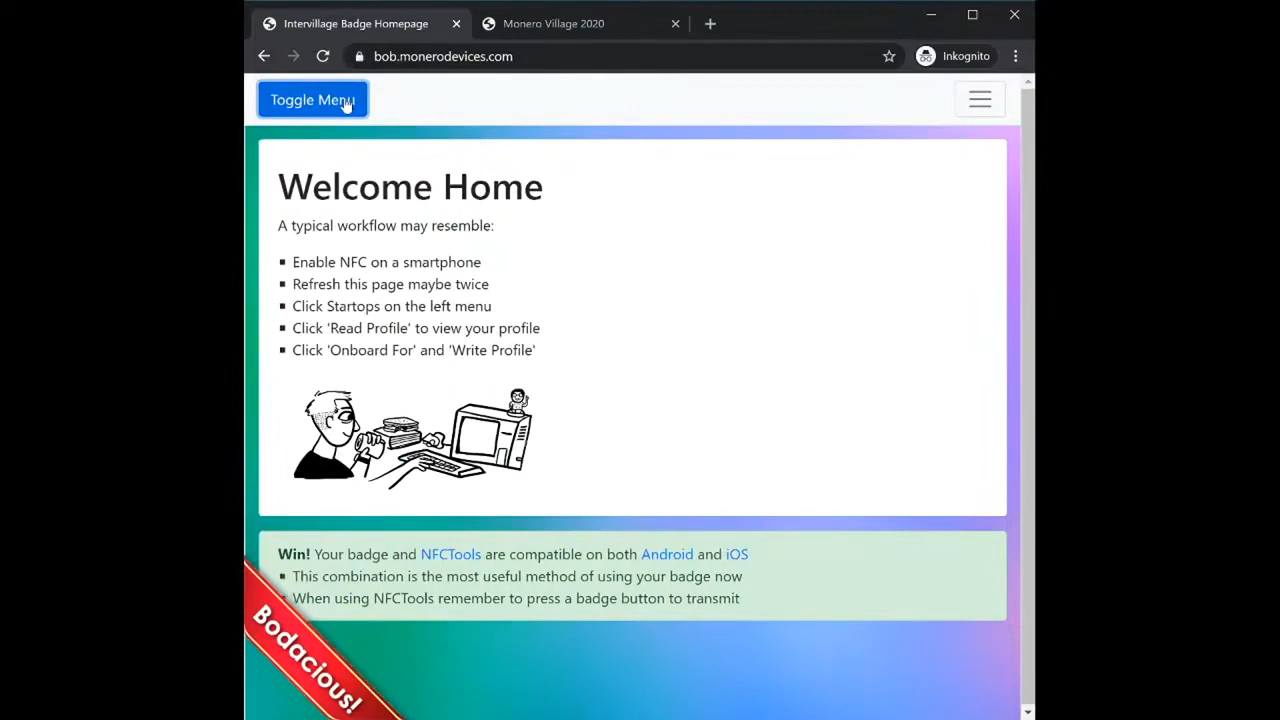 Intervillage Badge Homepage
Monero Village 2020
bob.monerodevices.com
Inkognito
Toggle Menu
Welcome Home
A typical workflow may resemble:
Enable NFC on a smartphone
Refresh this page maybe twice
Click Startops on the left menu
Click 'Read Profile' to view your profile
Click 'Onboard For' and 'Write Profile'
Win! Your badge and NFCTools are compatible on both Android and iOS
This combination is the most useful method of using your badge now
When using NFCTools remember to press a badge button to transmit
Bodacious!